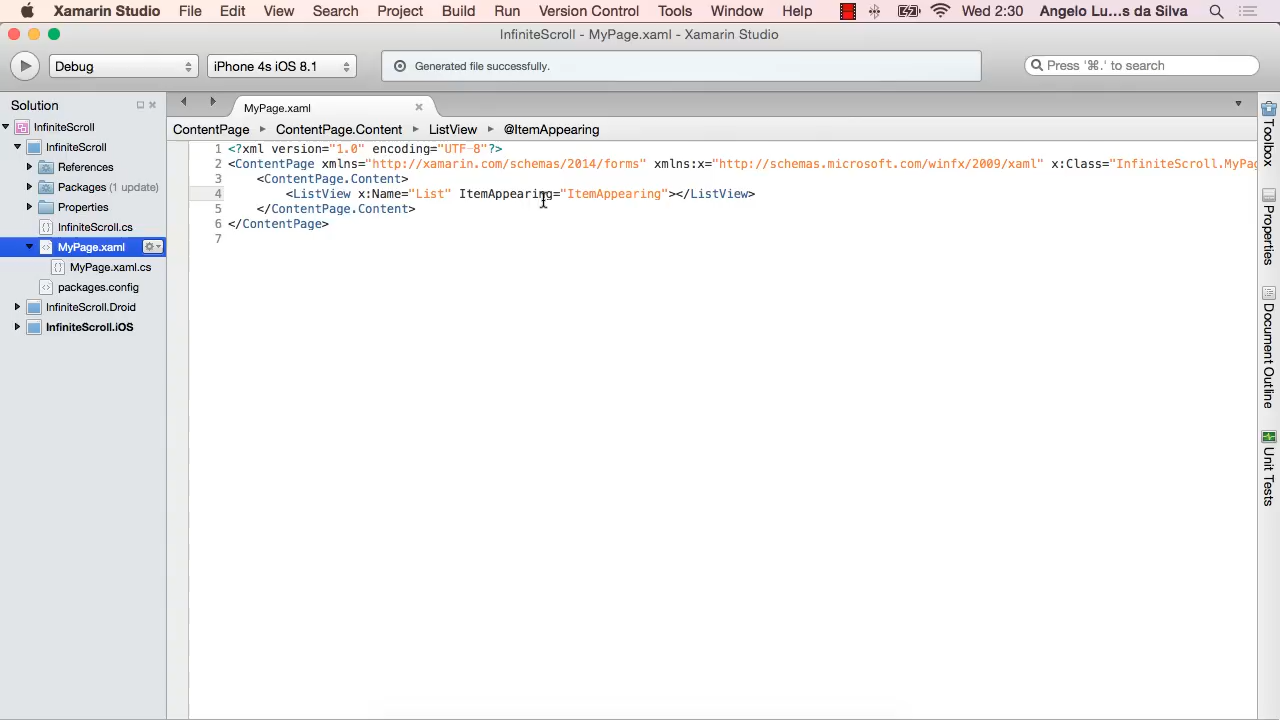 Xamarin Studio File Edit View Search Project Build Run Version Control Tools Window Help Wed 2:30 Angelo Lu...s da Silva
InfiniteScroll - MyPage.xaml - Xamarin Studio
Debug iPhone 4s iOS 8.1 Generated file successfully. Press '⌘.' to search
Solution
InfiniteScroll
InfiniteScroll
References
Packages (1 update)
Properties
InfiniteScroll.cs
MyPage.xaml
MyPage.xaml.cs
packages.config
InfiniteScroll.Droid
InfiniteScroll.iOS
MyPage.xaml
ContentPage ContentPage.Content ListView @ItemAppearing
1 <?xml version="1.0" encoding="UTF-8"?>
2 <ContentPage xmlns="http://xamarin.com/schemas/2014/forms" xmlns:x="http://schemas.microsoft.com/winfx/2009/xaml" x:Class="InfiniteScroll.MyPag
3 <ContentPage.Content>
4 <ListView x:Name="List" ItemAppearing="ItemAppearing"></ListView>
5 </ContentPage.Content>
6 </ContentPage>
7
Toolbox
Properties
Document Outline
Unit Tests